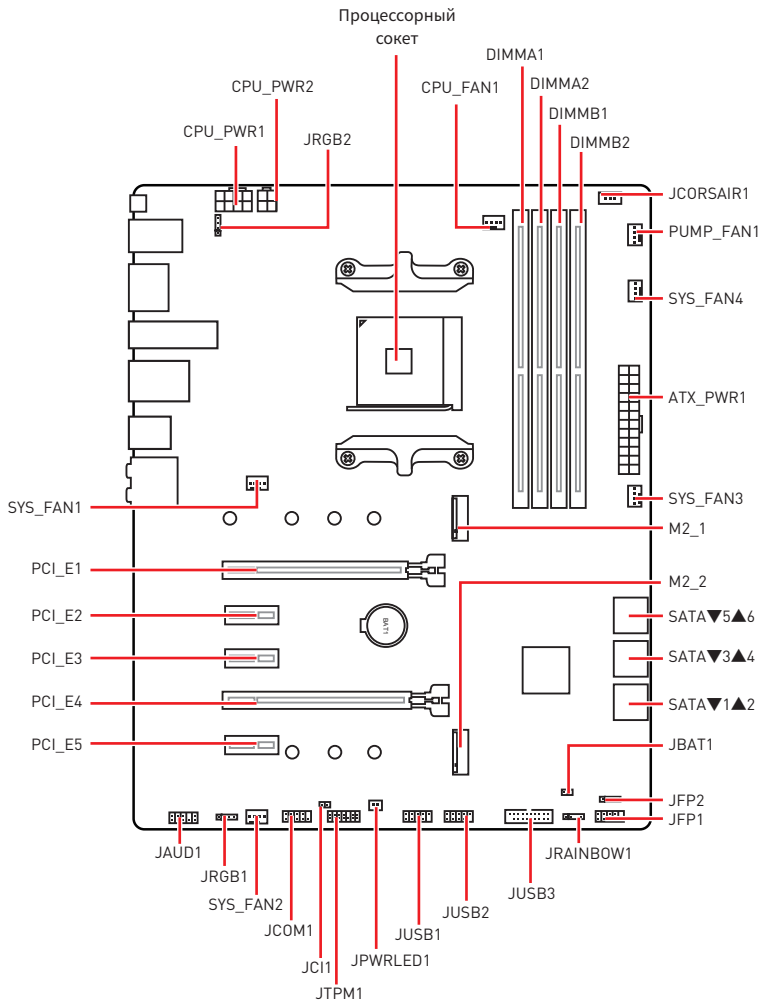 Процессорный
сокет
DIMMA1
DIMMA2
CPU_FAN1
CPU_PWR2
DIMMB1
CPU_PWR1
JRGB2
DIMMB2
JCORSAIR1
PUMP_FAN1
SYS_FAN4
ATX_PWR1
SYS_FAN3
SYS_FAN1
M2_1
PCI_E1
M2_2
PCI_E2
BAT1
SATA▼5▲6
PCI_E3
SATA▼3▲4
PCI_E4
SATA▼1▲2
PCI_E5
JBAT1
JFP2
JFP1
JAUD1
JRAINBOW1
JRGB1
JUSB3
SYS_FAN2
JUSB2
JCOM1
JUSB1
JPWRLED1
JCI1
JTPM1